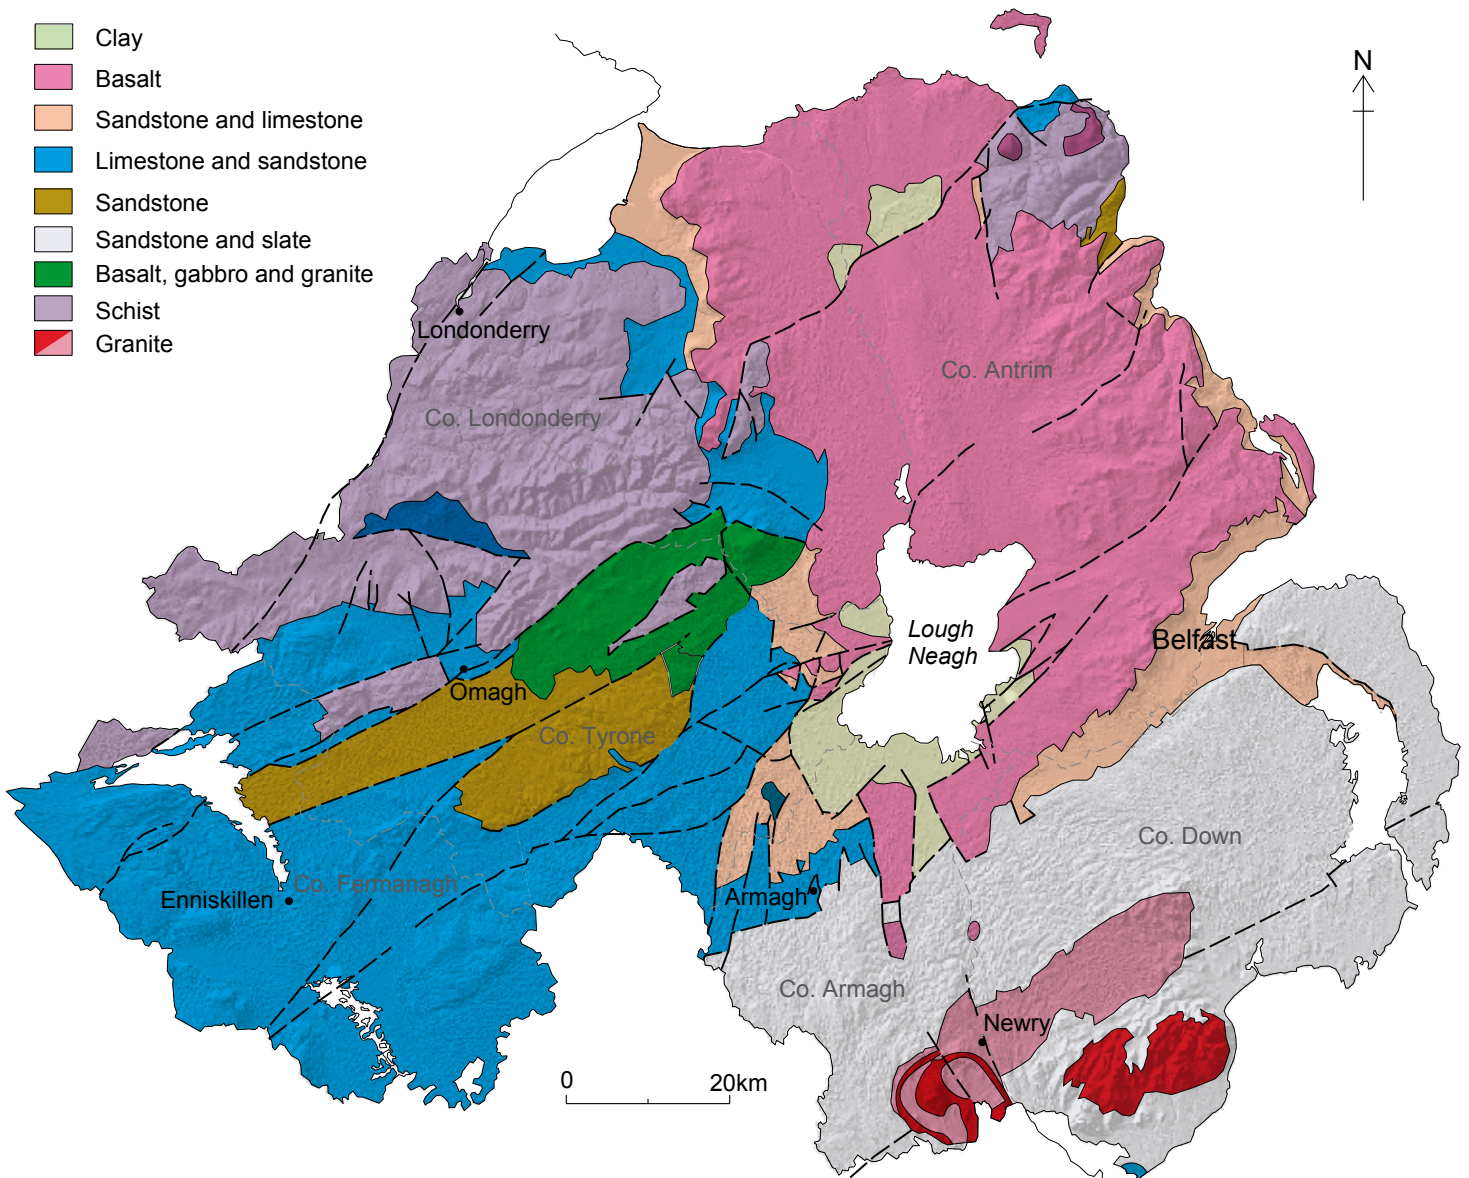 Clay
Basalt
Sandstone and limestone
Limestone and sandstone
Sandstone
Sandstone and slate
Basalt, gabbro and granite
Schist
Granite
N
Londonderry
Co. Antrim
Co. Londonderry
Lough
Neagh
Belfast
Omagh
Co. Tyrone
Co. Down
Co. Fermanagh
Enniskillen
Armagh
Co. Armagh
Newry
0
20km